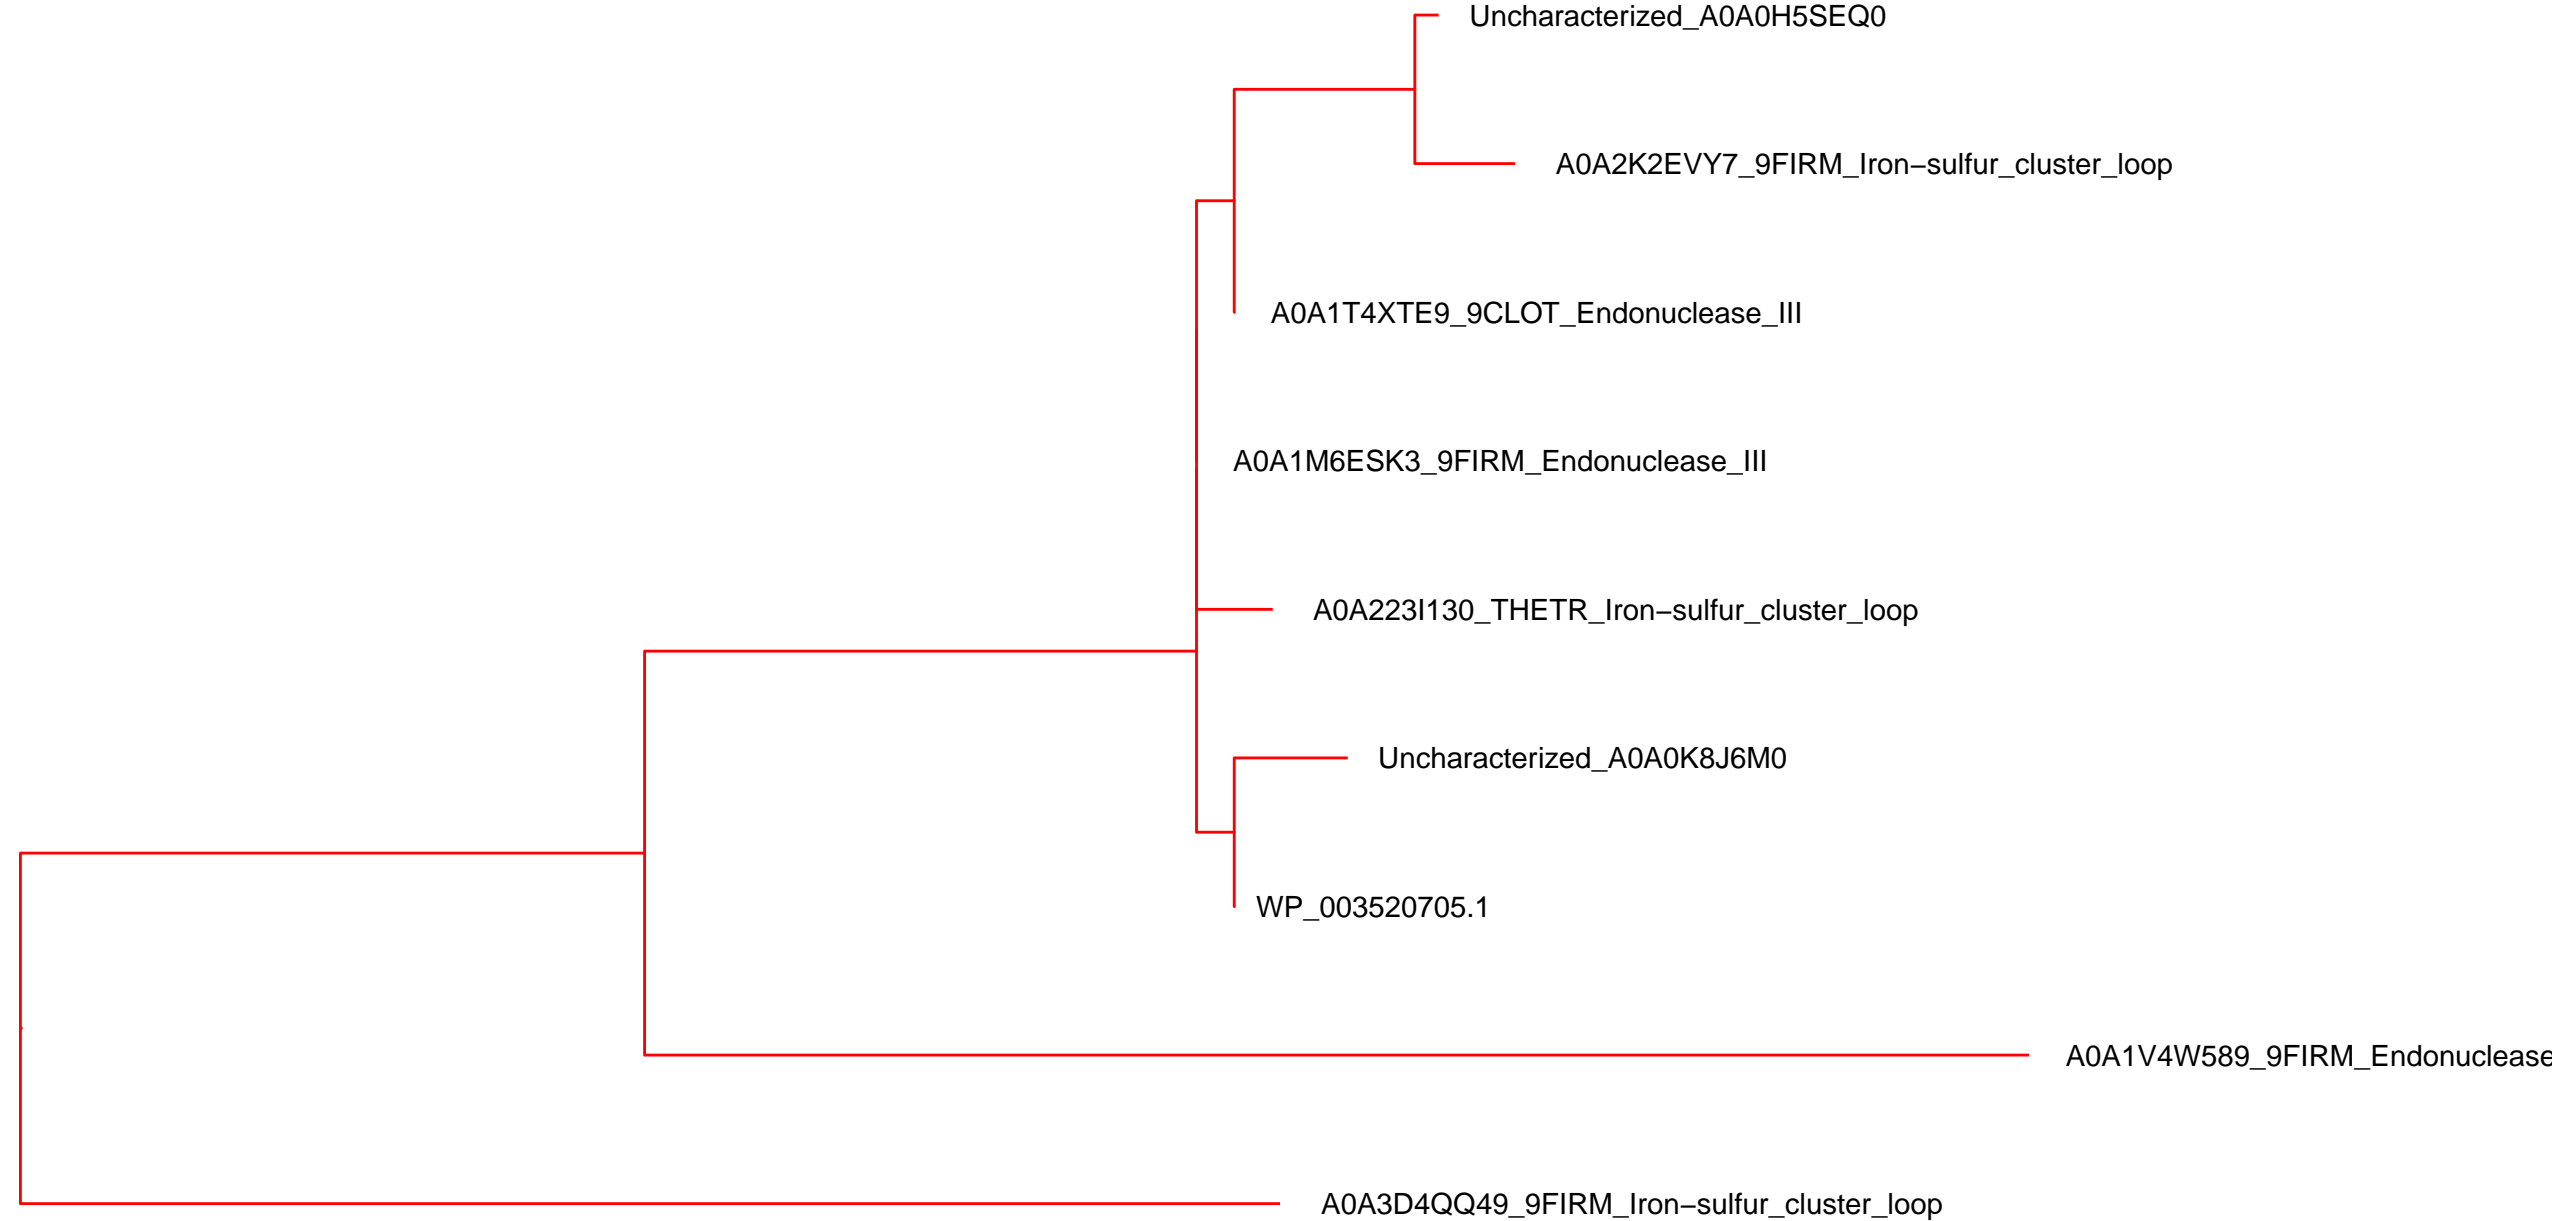 Uncharacterized_A0A0H5SEQ0
A0A2K2EVY7_9FIRM_Iron−sulfur_cluster_loop
A0A1T4XTE9_9CLOT_Endonuclease_III
A0A1M6ESK3_9FIRM_Endonuclease_III
A0A223I130_THETR_Iron−sulfur_cluster_loop
Uncharacterized_A0A0K8J6M0
WP_003520705.1
A0A1V4W589_9FIRM_Endonuclease
A0A3D4QQ49_9FIRM_Iron−sulfur_cluster_loop